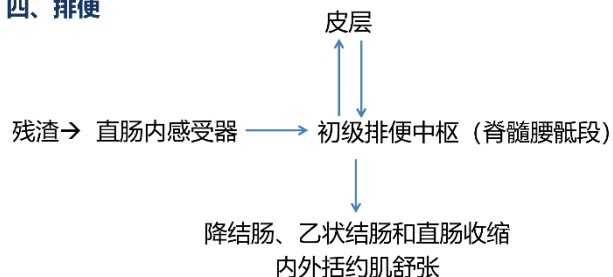 四、排便
皮层
残渣→ 直肠内感受器
初级排便中枢（脊髓腰骶段）
降结肠、乙状结肠和直肠收缩
内外括约肌舒张